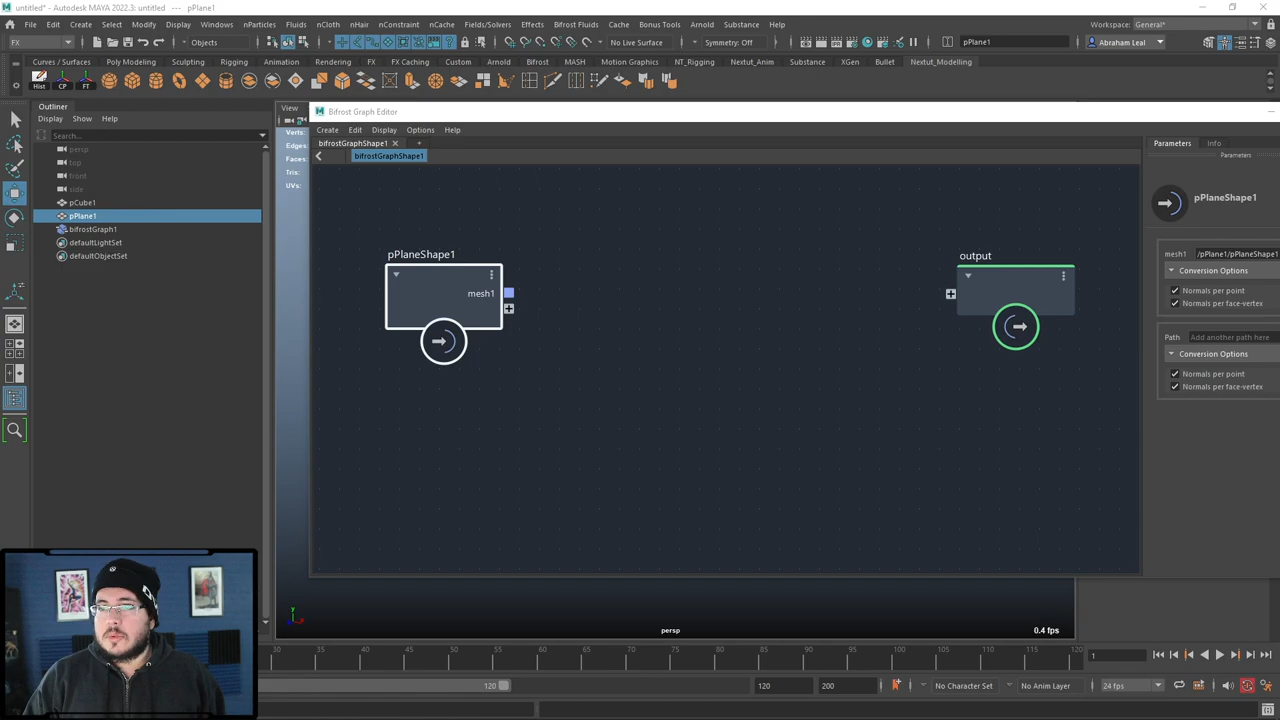 untitled* - Autodesk MAYA 2022.3: untitled --- pPlane1
File Edit Create Select Modify Display Windows nParticles Fluids nCloth nHair nConstraint nCache Fields/Solvers Effects Bifrost Fluids Cache Bonus Tools Arnold Substance Help
Workspace: General*
FX Objects No Live Surface Symmetry: Off pPlane1 Abraham Leal
Curves / Surfaces Poly Modeling Sculpting Rigging Animation Rendering FX FX Caching Custom Arnold Bifrost MASH Motion Graphics NT_Rigging Nextut_Anim Substance XGen Bullet Nextut_Modelling
Hist CP FT
Outliner
Display Show Help
Search...
persp
top
front
side
pCube1
pPlane1
bifrostGraph1
defaultLightSet
defaultObjectSet
View
Verts:
Edges:
Faces:
Tris:
UVs:
Bifrost Graph Editor
Create Edit Display Options Help
bifrostGraphShape1
bifrostGraphShape1
pPlaneShape1
mesh1
output
Parameters Info
Parameters
pPlaneShape1
mesh1 /pPlane1/pPlaneShape1
Conversion Options
Normals per point
Normals per face-vertex
Path Add another path here
Conversion Options
Normals per point
Normals per face-vertex
persp
0.4 fps
30 35 40 45 50 55 60 65 70 75 80 85 90 95 100 105 110 115 120
1
120 120 200 No Character Set No Anim Layer 24 fps